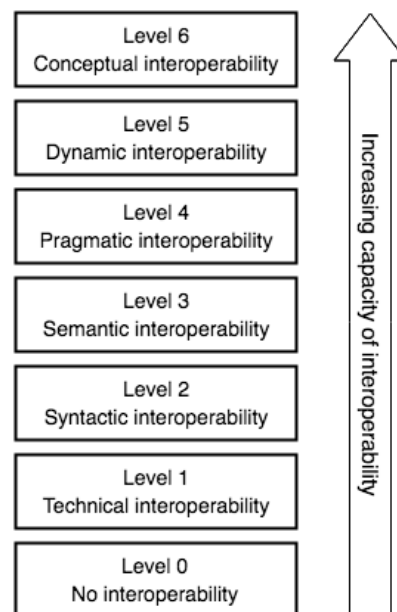 Level 6
Conceptual interoperability
Level 5
Dynamic interoperability
Level 4
Pragmatic interoperability
Level 3
Semantic interoperability
Level 2
Syntactic interoperability
Level 1
Technical interoperability
Level 0
No interoperability
Increasing capacity of interoperability